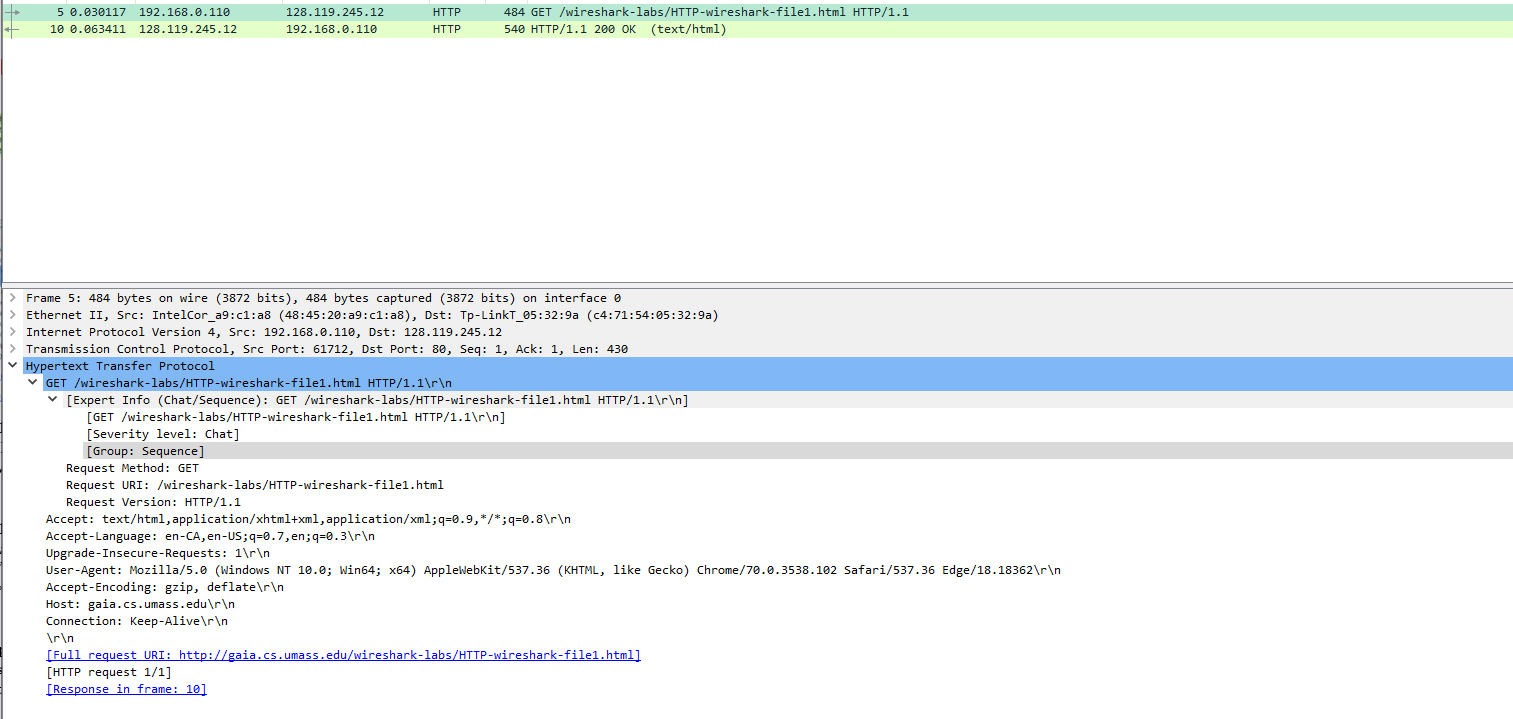 5 0.030117 192.168.0.110 128.119.245.12 HTTP 484 GET /wireshark-labs/HTTP-wireshark-file1.html HTTP/1.1
10 0.063411 128.119.245.12 192.168.0.110 HTTP 540 HTTP/1.1 200 OK (text/html)
Frame 5: 484 bytes on wire (3872 bits), 484 bytes captured (3872 bits) on interface 0
Ethernet II, Src: IntelCor_a9:c1:a8 (48:45:20:a9:c1:a8), Dst: Tp-LinkT_05:32:9a (c4:71:54:05:32:9a)
Internet Protocol Version 4, Src: 192.168.0.110, Dst: 128.119.245.12
Transmission Control Protocol, Src Port: 61712, Dst Port: 80, Seq: 1, Ack: 1, Len: 430
Hypertext Transfer Protocol
GET /wireshark-labs/HTTP-wireshark-file1.html HTTP/1.1\r\n
[Expert Info (Chat/Sequence): GET /wireshark-labs/HTTP-wireshark-file1.html HTTP/1.1\r\n]
[GET /wireshark-labs/HTTP-wireshark-file1.html HTTP/1.1\r\n]
[Severity level: Chat]
[Group: Sequence]
Request Method: GET
Request URI: /wireshark-labs/HTTP-wireshark-file1.html
Request Version: HTTP/1.1
Accept: text/html,application/xhtml+xml,application/xml;q=0.9,*/*;q=0.8\r\n
Accept-Language: en-CA,en-US;q=0.7,en;q=0.3\r\n
Upgrade-Insecure-Requests: 1\r\n
User-Agent: Mozilla/5.0 (Windows NT 10.0; Win64; x64) AppleWebKit/537.36 (KHTML, like Gecko) Chrome/70.0.3538.102 Safari/537.36 Edge/18.18362\r\n
Accept-Encoding: gzip, deflate\r\n
Host: gaia.cs.umass.edu\r\n
Connection: Keep-Alive\r\n
\r\n
[Full request URI: http://gaia.cs.umass.edu/wireshark-labs/HTTP-wireshark-file1.html]
[HTTP request 1/1]
[Response in frame: 10]